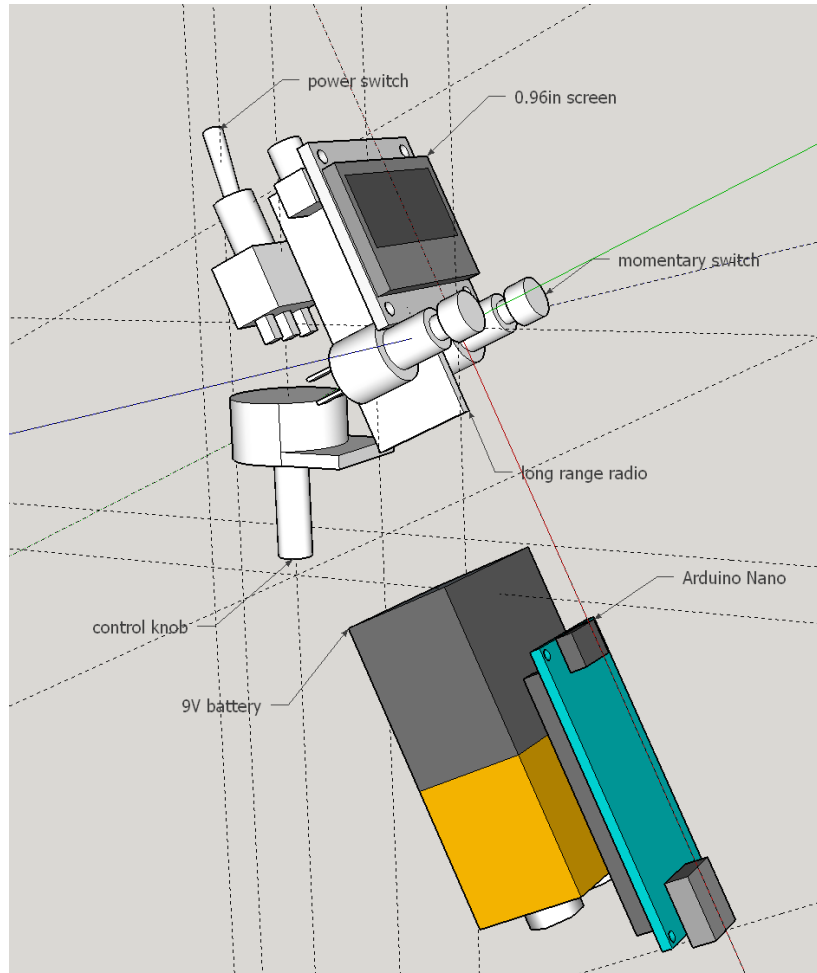 power switch
0.96in screen
momentary switch
long range radio
Arduino Nano
control knob
9V battery